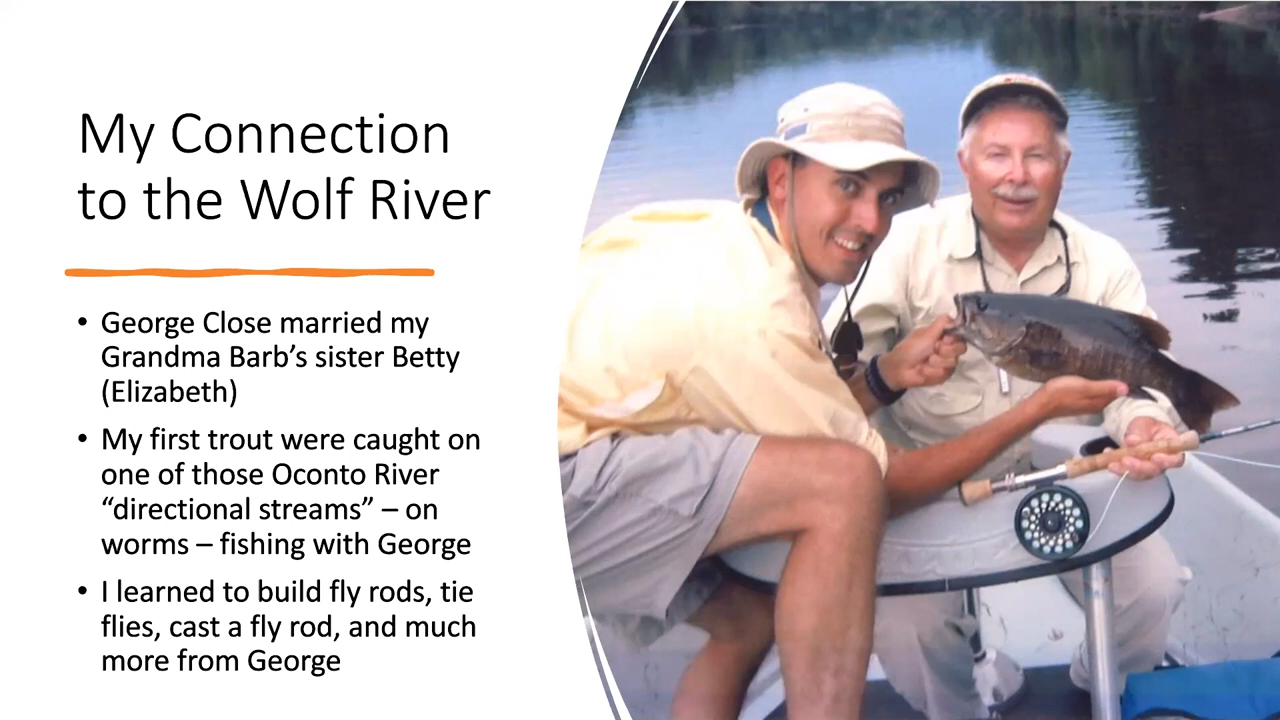 My Connection
to the Wolf River
• George Close married my
Grandma Barb’s sister Betty
(Elizabeth)
• My first trout were caught on
one of those Oconto River
“directional streams” – on
worms – fishing with George
• I learned to build fly rods, tie
flies, cast a fly rod, and much
more from George